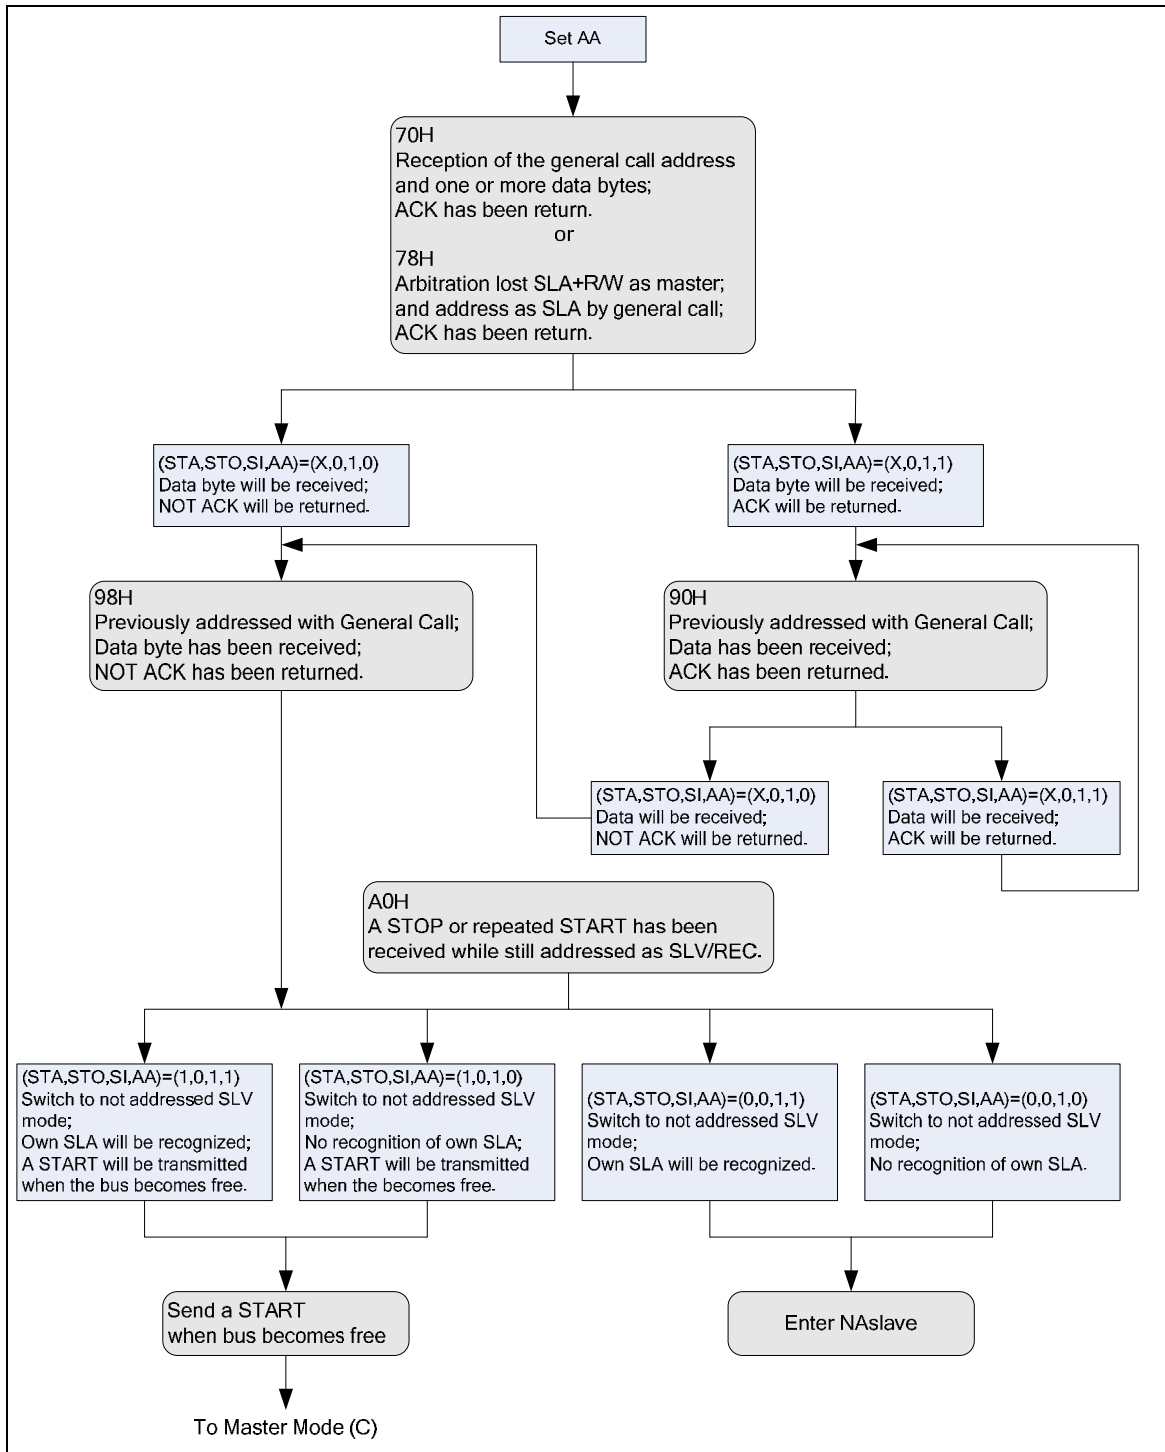 Set AA
70H
Reception of the general call address
and one or more data bytes;
ACK has been return.
or
78H
Arbitration lost SLA+R/W as master;
and address as SLA by general call;
ACK has been return.
(STA,STO,SI,AA)=(X,0,1,0)
Data byte will be received;
NOT ACK will be returned.
(STA,STO,SI,AA)=(X,0,1,1)
Data byte will be received;
ACK will be returned.
98H
Previously addressed with General Call;
Data byte has been received;
NOT ACK has been returned.
90H
Previously addressed with General Call;
Data has been received;
ACK has been returned.
(STA,STO,SI,AA)=(X,0,1,0)
Data will be received;
NOT ACK will be returned.
(STA,STO,SI,AA)=(X,0,1,1)
Data will be received;
ACK will be returned.
A0H
A STOP or repeated START has been
received while still addressed as SLV/REC.
(STA,STO,SI,AA)=(1,0,1,1)
Switch to not addressed SLV
mode;
Own SLA will be recognized;
A START will be transmitted
when the bus becomes free.
(STA,STO,SI,AA)=(1,0,1,0)
Switch to not addressed SLV
mode;
No recognition of own SLA;
A START will be transmitted
when the becomes free.
(STA,STO,SI,AA)=(0,0,1,1)
Switch to not addressed SLV
mode;
Own SLA will be recognized.
(STA,STO,SI,AA)=(0,0,1,0)
Switch to not addressed SLV
mode;
No recognition of own SLA.
Send a START
when bus becomes free
Enter NAslave
To Master Mode (C)